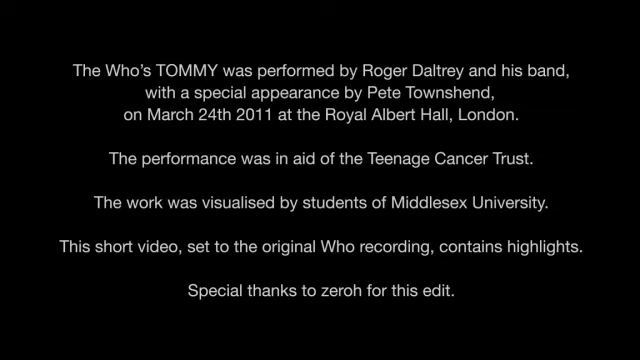 The Who's TOMMY was performed by Roger Daltrey and his band,
with a special appearance by Pete Townshend,
on March 24th 2011 at the Royal Albert Hall, London.
The performance was in aid of the Teenage Cancer Trust.
The work was visualised by students of Middlesex University.
This short video, set to the original Who recording, contains highlights.
Special thanks to zeroh for this edit.